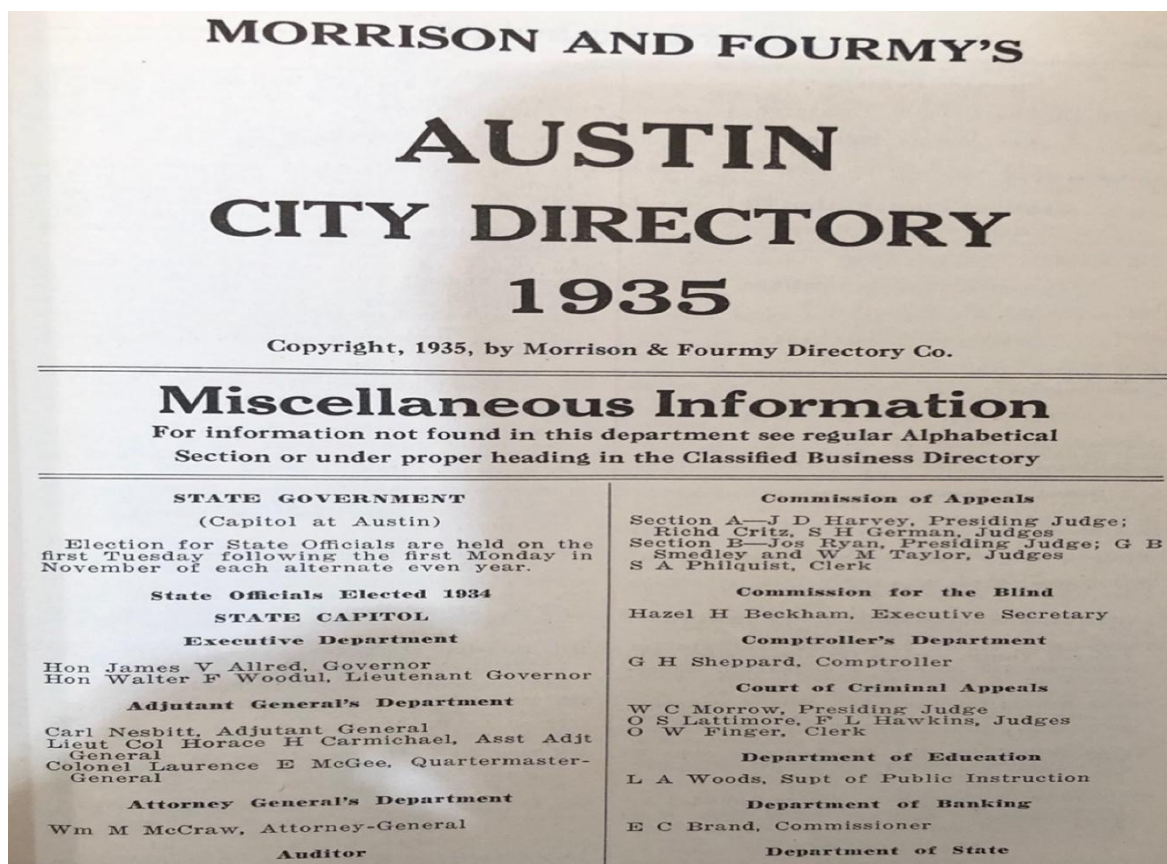 MORRISON AND FOURMY'S
AUSTIN
CITY DIRECTORY
1935
Copyright, 1935, by Morrison & Fourmy Directory Co.
Miscellaneous Information
For information not found in this department see regular Alphabetical
Section or under proper heading in the Classified Business Directory
STATE GOVERNMENT
(Capitol at Austin)
Election for State Officials are held on the
first Tuesday following the first Monday in
November of each alternate even year.
State Officials Elected 1934
STATE CAPITOL
Executive Department
Hon James V Allred, Governor
Hon Walter F Woodul, Lieutenant Governor
Adjutant General's Department
Carl Nesbitt, Adjutant General
Lieut Col Horace H Carmichael, Asst Adjt
General
Colonel Laurence E McGee, Quartermaster-
General
Attorney General's Department
Wm M McCraw, Attorney-General
Auditor
Commission of Appeals
Section A—J D Harvey, Presiding Judge;
Richd Critz, S H German, Judges
Section B—Jos Ryan, Presiding Judge; G B
Smedley and W M Taylor, Judges
S A Philquist, Clerk
Commission for the Blind
Hazel H Beckham, Executive Secretary
Comptroller's Department
G H Sheppard, Comptroller
Court of Criminal Appeals
W C Morrow, Presiding Judge
O S Lattimore, F L Hawkins, Judges
O W Finger, Clerk
Department of Education
L A Woods, Supt of Public Instruction
Department of Banking
E C Brand, Commissioner
Department of State